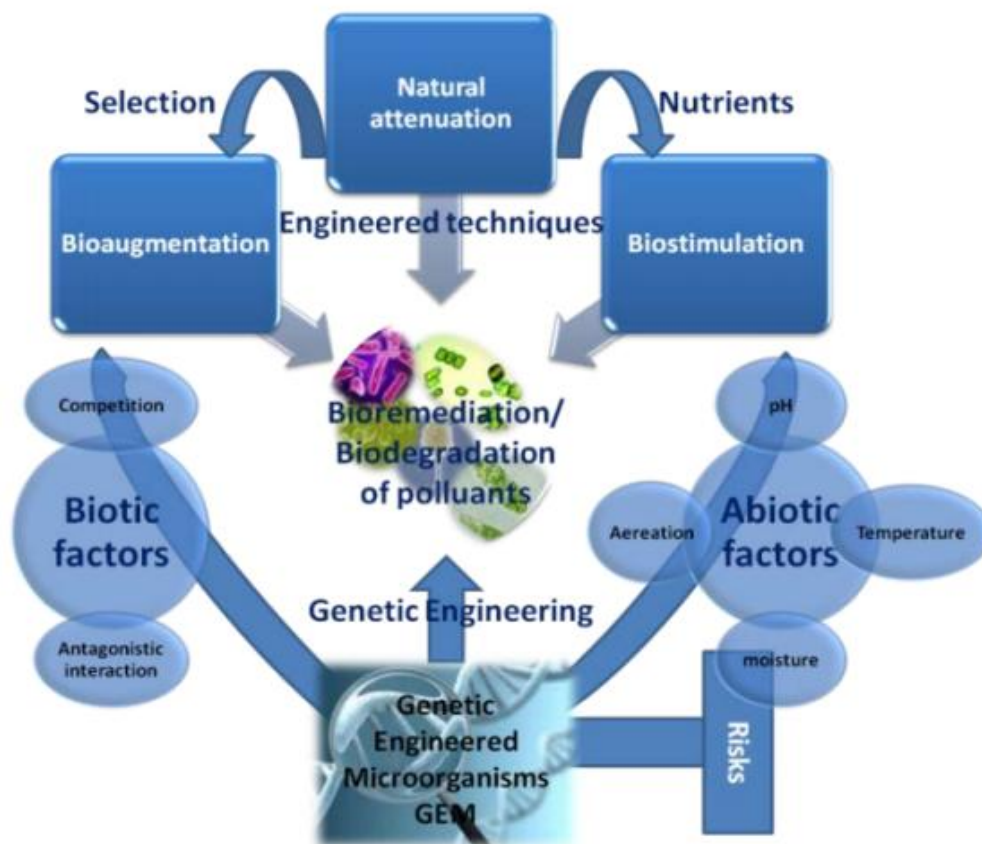 Natural
attenuation
Selection
Nutrients
Bioaugmentation
Engineered techniques
Biostimulation
Competition
pH
Bioremediation/
Biodegradation
of polluants
Biotic
factors
Aereation
Abiotic
factors
Temperature
Antagonistic
interaction
Genetic Engineering
moisture
Genetic
Engineered
Microorganisms
GEM
Risks